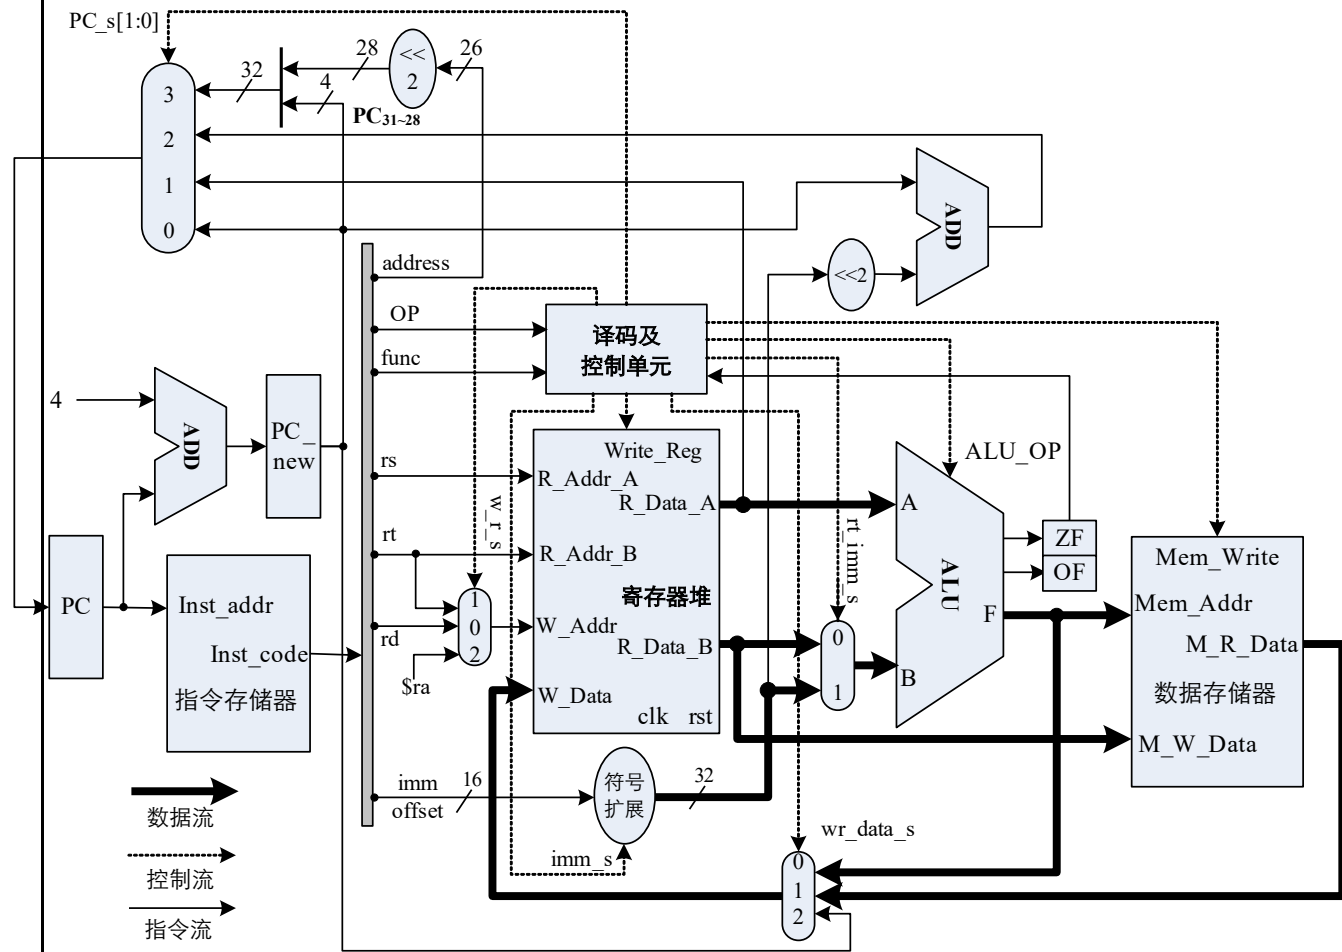 PC_s[1:0]
3
2
1
0
32
28
4
<<
2
26
PC31~28
ADD
<<2
address
OP
func
译码及
控制单元
4
ADD
PC_
new
PC
Inst_addr
Inst_code
指令存储器
rs
rt
rd
$ra
w_r_s
1
0
2
Write_Reg
R_Addr_A
R_Data_A
R_Addr_B
寄存器堆
W_Addr
R_Data_B
W_Data
clk rst
imm
offset
16
符号
扩展
32
imm_s
rt_imm_s
0
1
ALU_OP
A
ALU
F
B
ZF
OF
Mem_Write
Mem_Addr
M_R_Data
数据存储器
M_W_Data
wr_data_s
0
1
2
数据流
控制流
指令流